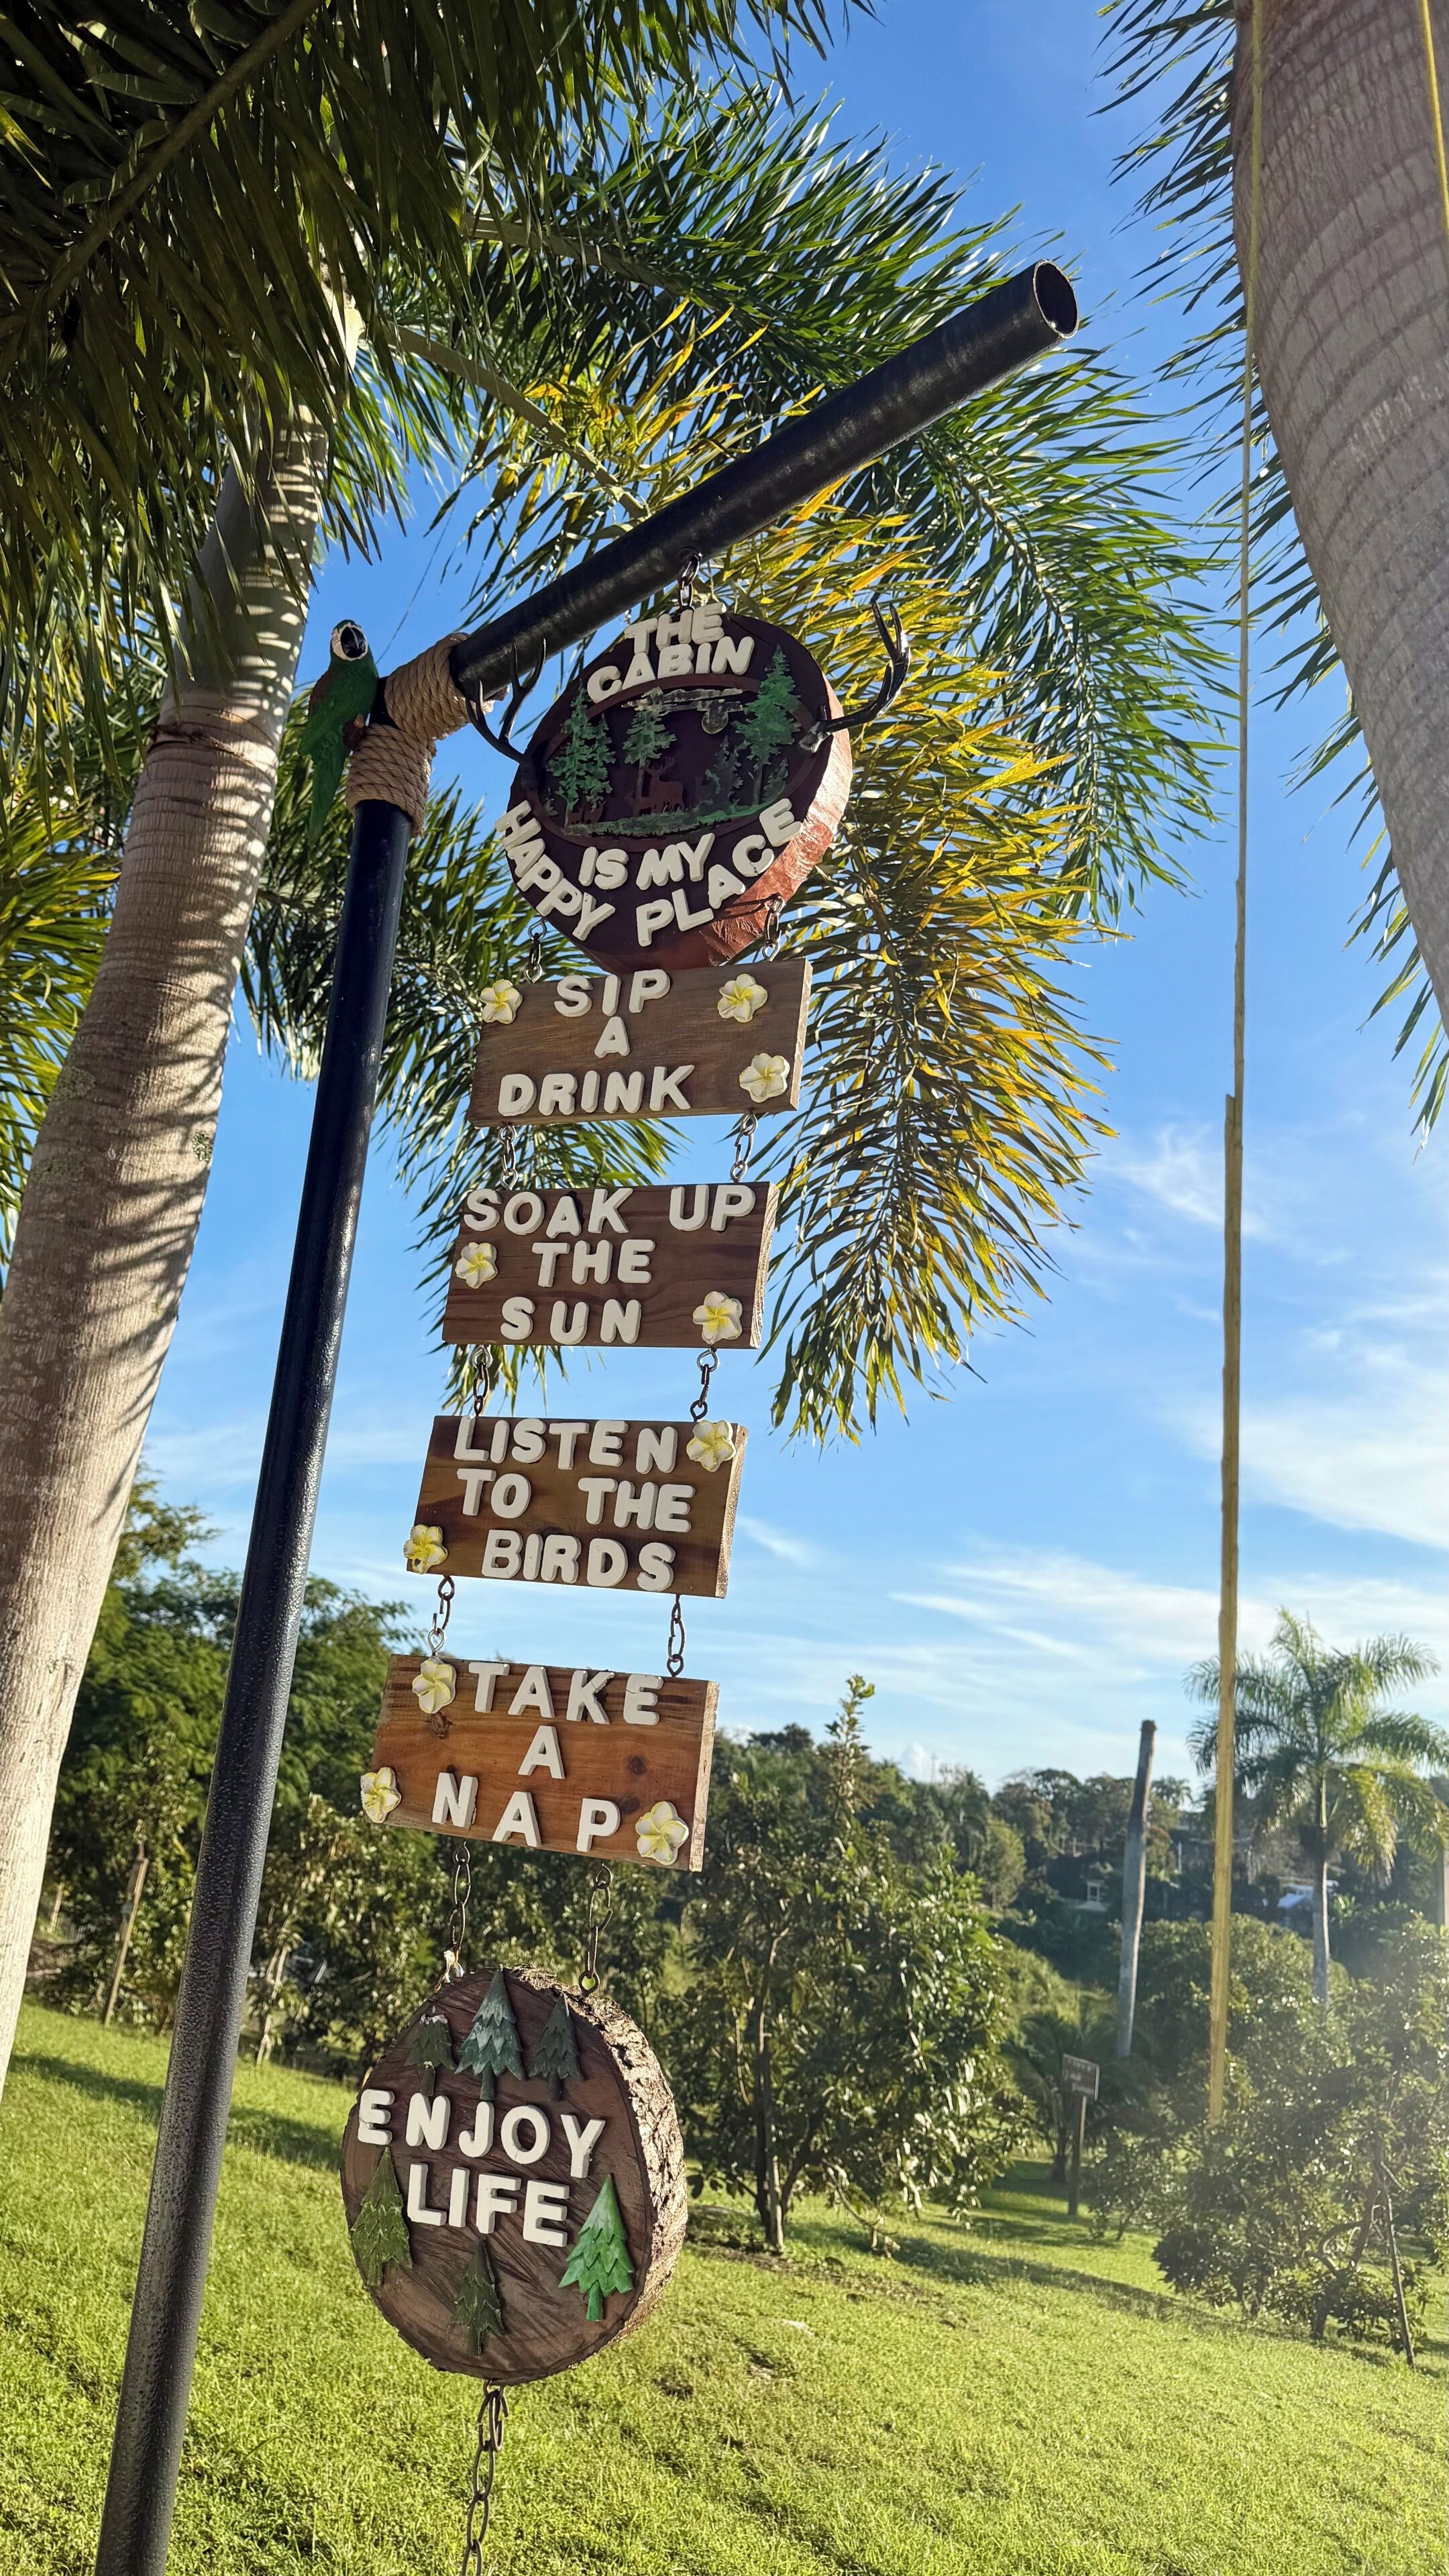 THE
CABIN
IS MY
HAPPY PLACE
SIP
A
DRINK
SOAK UP
THE
SUN
LISTEN
TO THE
BIRDS
TAKE
A
NAP
ENJOY
LIFE